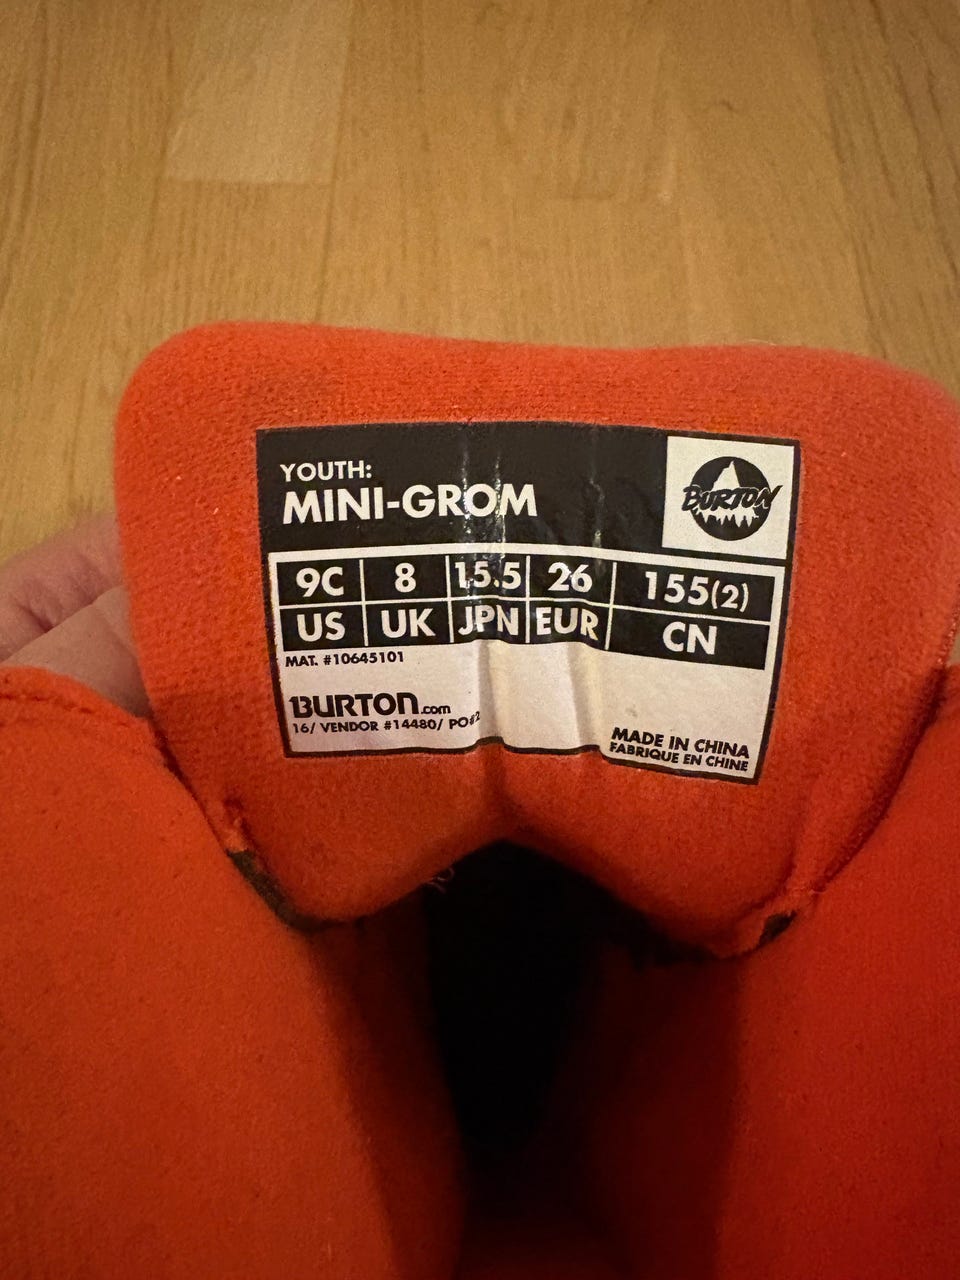 YOUTH:
MINI-GROM
BURTON
9C 8 15.5 26 155(2)
US UK JPN EUR CN
MAT. #10645101
BURTON.com
16/ VENDOR #14480/ PO#2
MADE IN CHINA
FABRIQUE EN CHINE